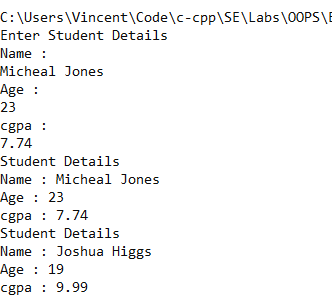 C:\Users\Vincent\Code\c-cpp\SE\Labs\OOPS\
Enter Student Details
Name :
Micheal Jones
Age :
23
cgpa :
7.74
Student Details
Name : Micheal Jones
Age : 23
cgpa : 7.74
Student Details
Name : Joshua Higgs
Age : 19
cgpa : 9.99